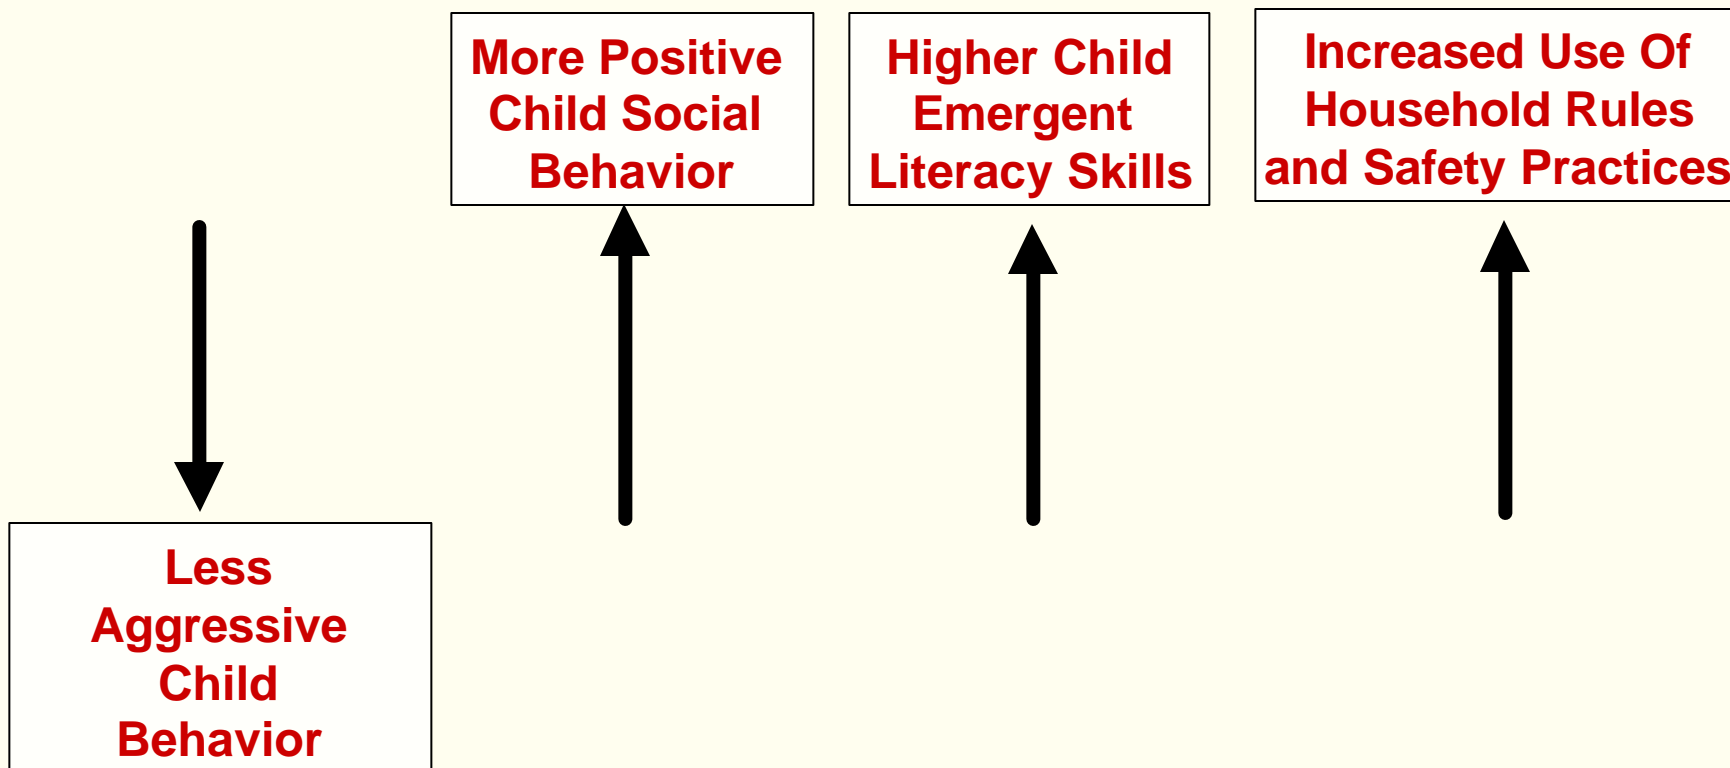 More Positive
Child Social
Behavior
Higher Child
Emergent
Literacy Skills
Increased Use Of
Household Rules
and Safety Practices
Less
Aggressive
Child
Behavior